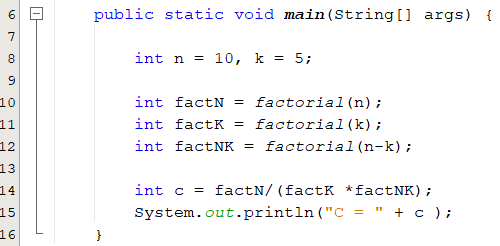 6 public static void main(String[] args) {
7
8 int n = 10, k = 5;
9
10 int factN = factorial(n);
11 int factK = factorial(k);
12 int factNK = factorial(n-k);
13
14 int c = factN/(factK *factNK);
15 System.out.println("C = " + c );
16 }